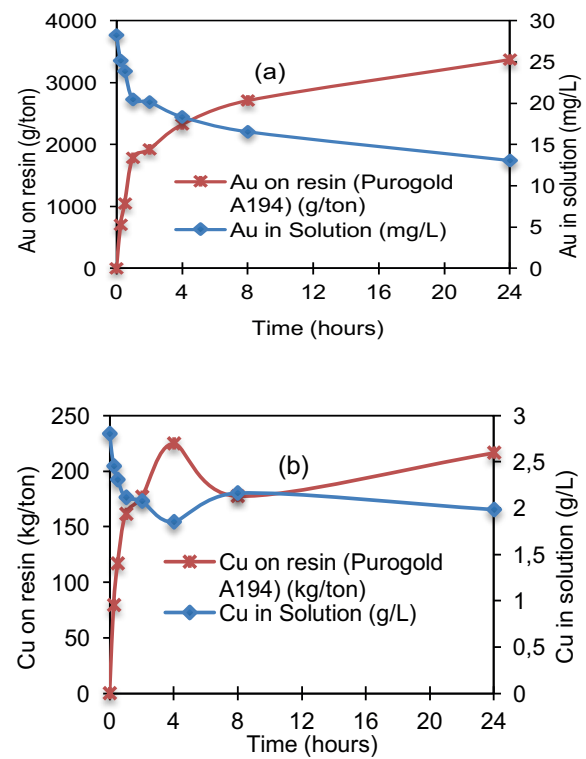 4000
3000
2000
1000
0
Au on resin (g/ton)
(a)
Au on resin (Purogold
A194) (g/ton)
Au in Solution (mg/L)
30
25
20
15
10
5
0
Au in solution (mg/L)
0 4 8 12 16 20 24
Time (hours)
250
200
150
100
50
0
Cu on resin (kg/ton)
(b)
Cu on resin (Purogold
A194) (kg/ton)
Cu in Solution (g/L)
3
2,5
2
1,5
1
0,5
0
Cu in solution (g/L)
0 4 8 12 16 20 24
Time (hours)